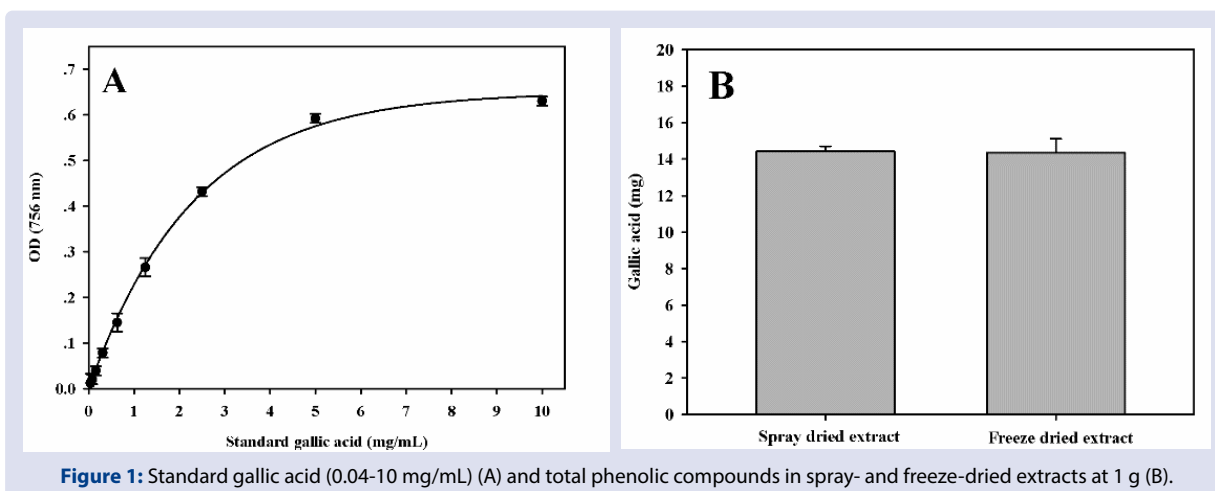 A
.7
.6
.5
.4
.3
.2
.1
0.0
OD (756 nm)
0 1 2 3 4 5 6 7 8 9 10
Standard gallic acid (mg/mL)
B
20
18
16
14
12
10
8
6
4
2
0
Gallic acid (mg)
Spray dried extract Freeze dried extract
Figure 1: Standard gallic acid (0.04-10 mg/mL) (A) and total phenolic compounds in spray- and freeze-dried extracts at 1 g (B).